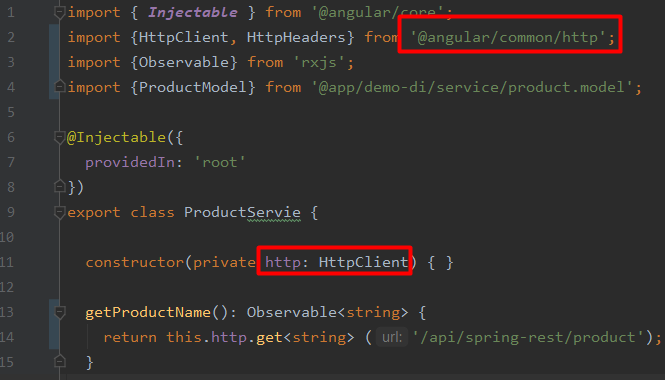 1 import { Injectable } from '@angular/core';
2 import {HttpClient, HttpHeaders} from '@angular/common/http';
3 import {Observable} from 'rxjs';
4 import {ProductModel} from '@app/demo-di/service/product.model';
5
6 @Injectable({
7 providedIn: 'root'
8 })
9 export class ProductServie {
10
11 constructor(private http: HttpClient) { }
12
13 getProductName(): Observable<string> {
14 return this.http.get<string> ( url: '/api/spring-rest/product');
15 }